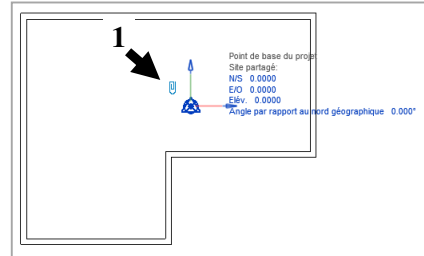 1
Point de base du projet
Site partagé:
N/S 0.0000
E/O 0.0000
Elév. 0.0000
Angle par rapport au nord géographique 0.000°